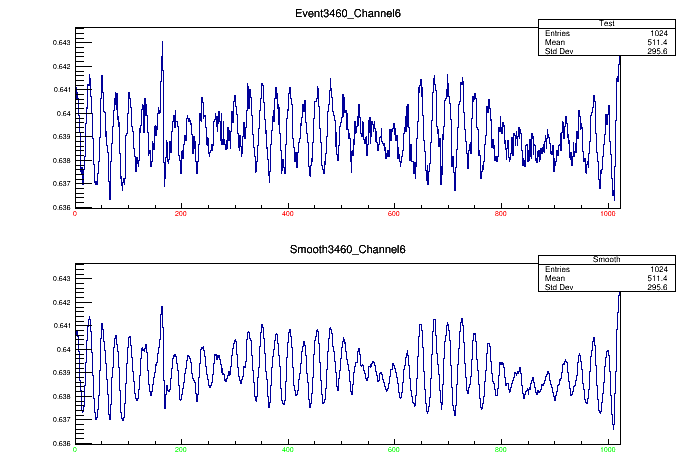 Event3460_Channel6
Test
Entries 1024
Mean 511.4
Std Dev 295.6
0.643
0.642
0.641
0.64
0.639
0.638
0.637
0.636
0 200 400 600 800 1000
Smooth3460_Channel6
Smooth
Entries 1024
Mean 511.4
Std Dev 295.6
0.643
0.642
0.641
0.64
0.639
0.638
0.637
0.636
0 200 400 600 800 1000